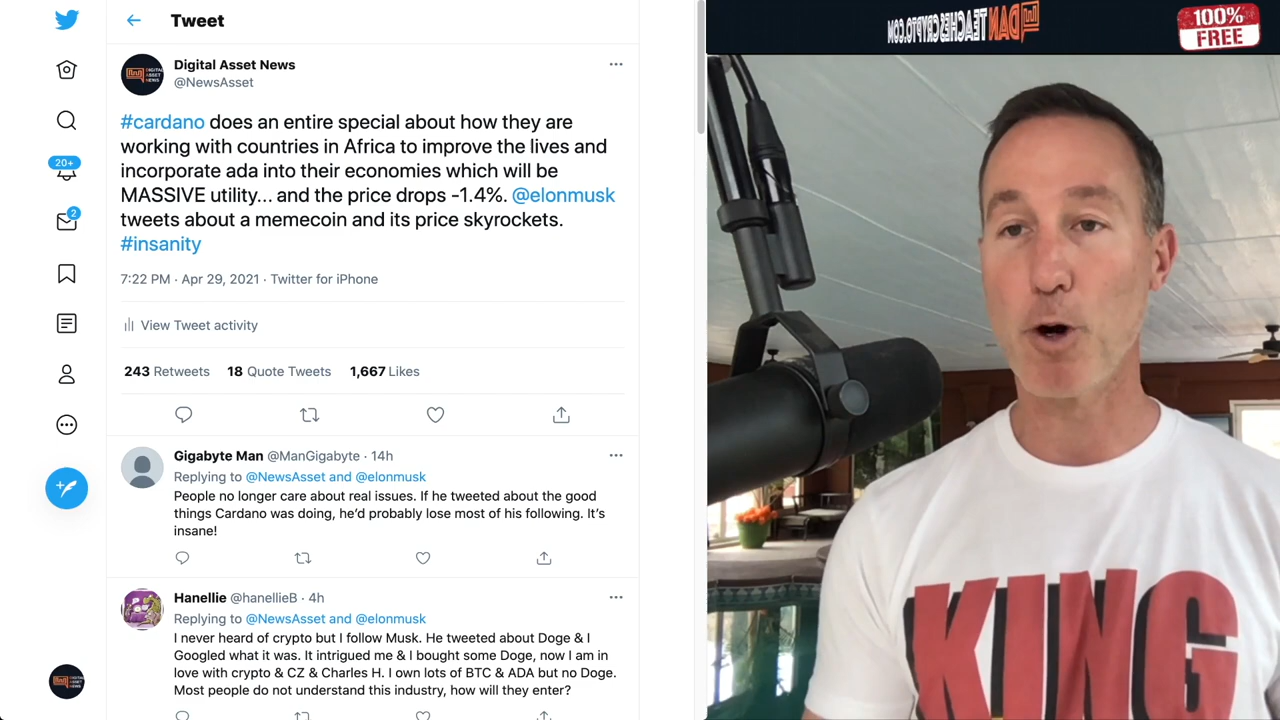 Tweet
Digital Asset News
@NewsAsset
#cardano does an entire special about how they are
working with countries in Africa to improve the lives and
incorporate ada into their economies which will be
MASSIVE utility... and the price drops -1.4%. @elonmusk
tweets about a memecoin and its price skyrockets.
#insanity
7:22 PM · Apr 29, 2021 · Twitter for iPhone
View Tweet activity
243 Retweets 18 Quote Tweets 1,667 Likes
Gigabyte Man @ManGigabyte · 14h
Replying to @NewsAsset and @elonmusk
People no longer care about real issues. If he tweeted about the good
things Cardano was doing, he'd probably lose most of his following. It's
insane!
Hanellie @hanellieB · 4h
Replying to @NewsAsset and @elonmusk
I never heard of crypto but I follow Musk. He tweeted about Doge & I
Googled what it was. It intrigued me & I bought some Doge, now I am in
love with crypto & CZ & Charles H. I own lots of BTC & ADA but no Doge.
Most people do not understand this industry, how will they enter?
20+
2
DANTEACHESCRYPTO.COM
100%
FREE
KING